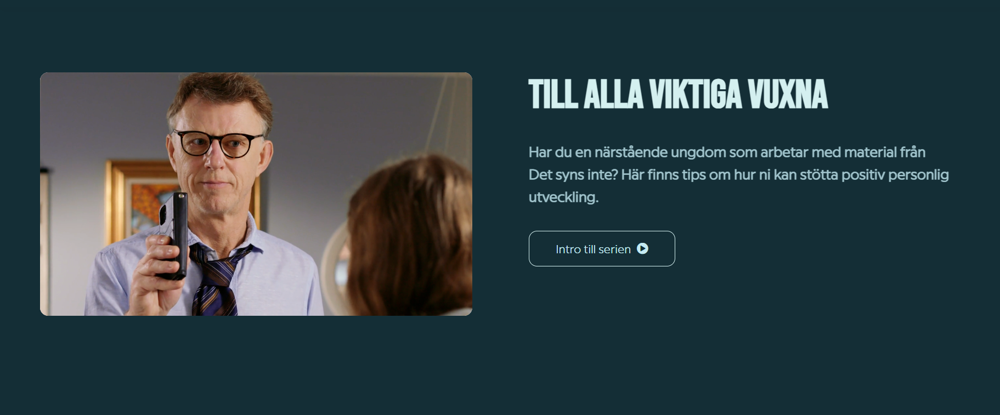 TILL ALLA VIKTIGA VUXNA
Har du en närstående ungdom som arbetar med material från
Det syns inte? Här finns tips om hur ni kan stötta positiv personlig
utveckling.
Intro till serien